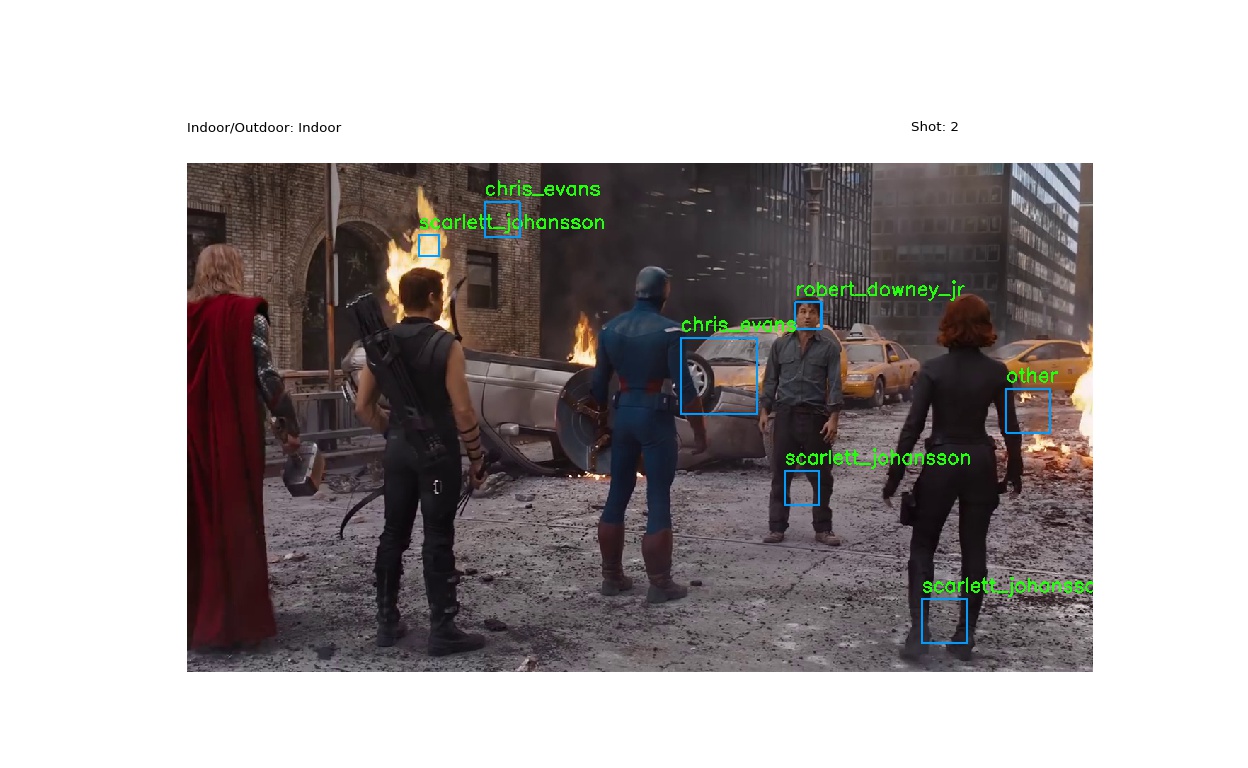 Indoor/Outdoor: Indoor
Shot: 2
chris_evans
scarlett_johansson
robert_downey_jr
chris_evans
other
scarlett_johansson
scarlett_johansso